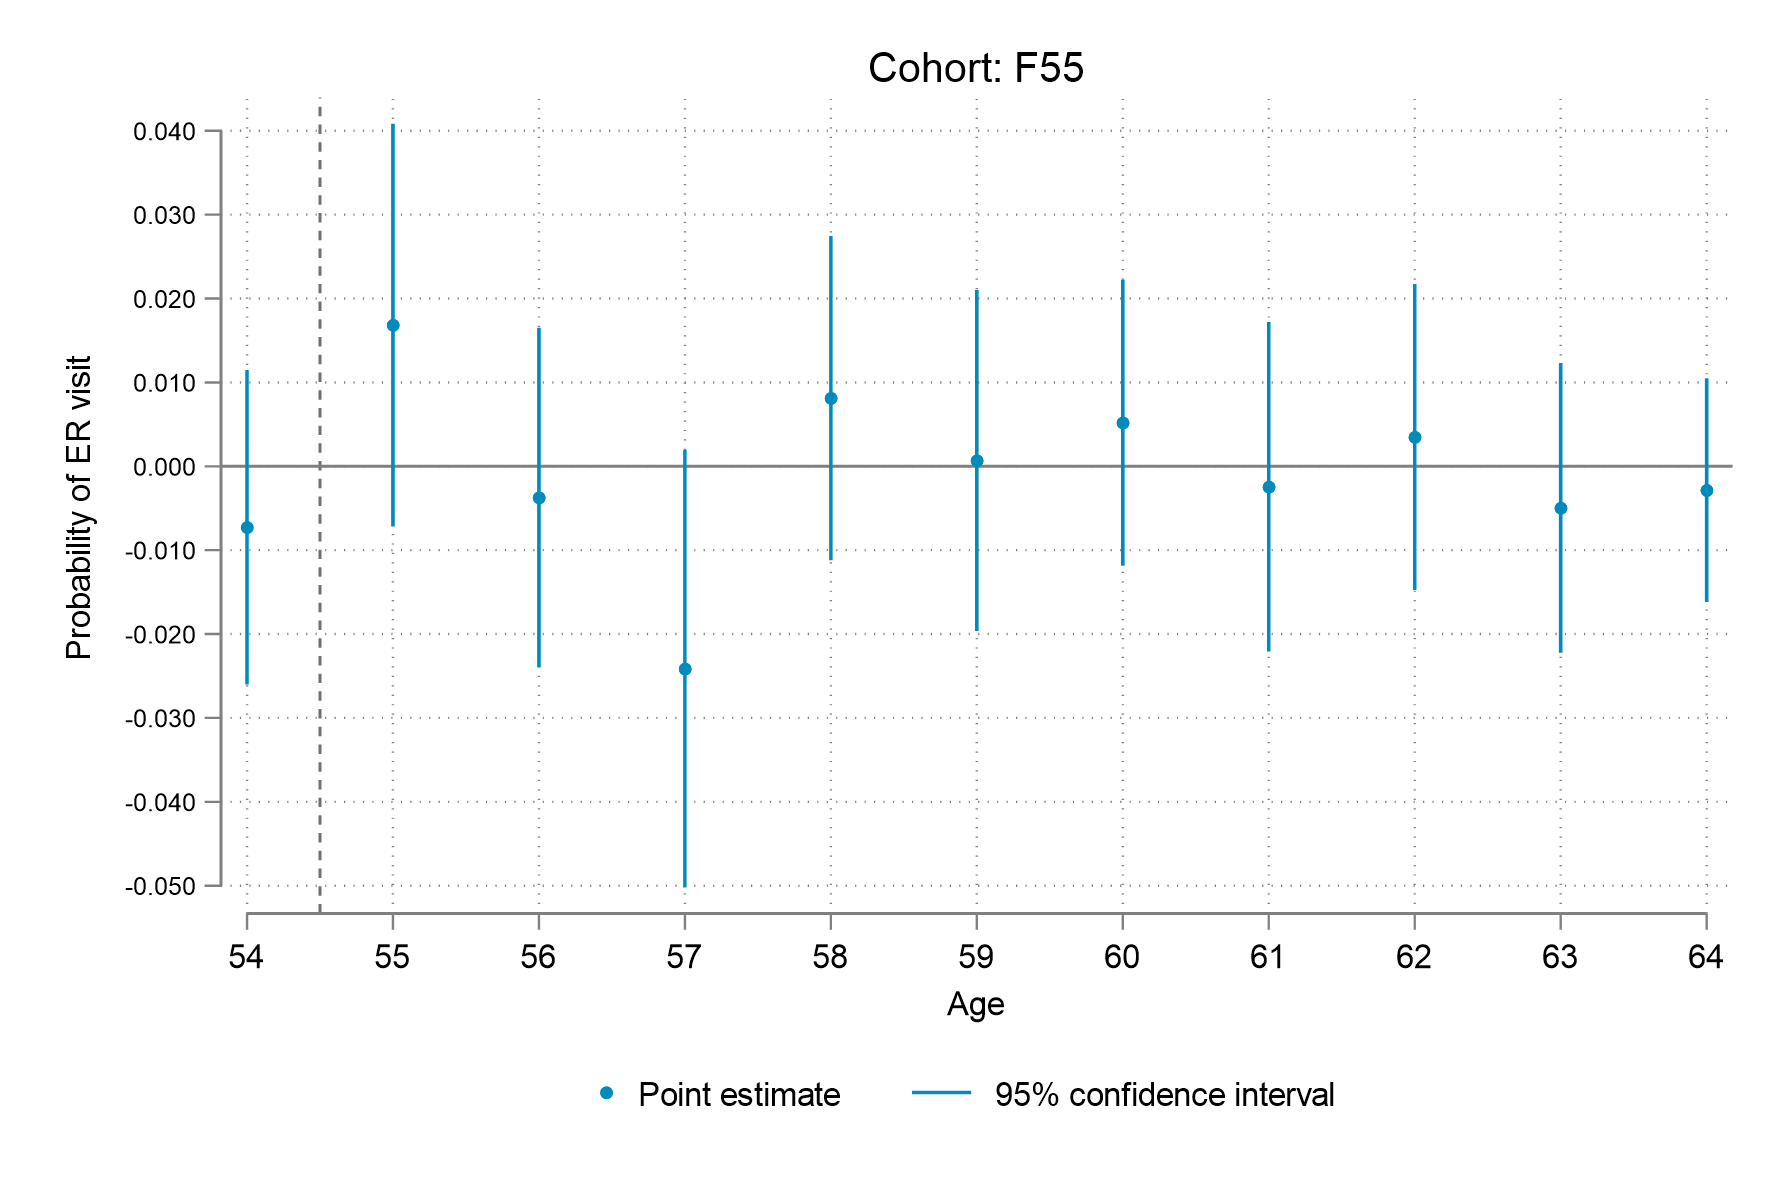 Cohort: F55
Probability of ER visit
0.040
0.030
0.020
0.010
0.000
-0.010
-0.020
-0.030
-0.040
-0.050
54 55 56 57 58 59 60 61 62 63 64
Age
Point estimate 95% confidence interval